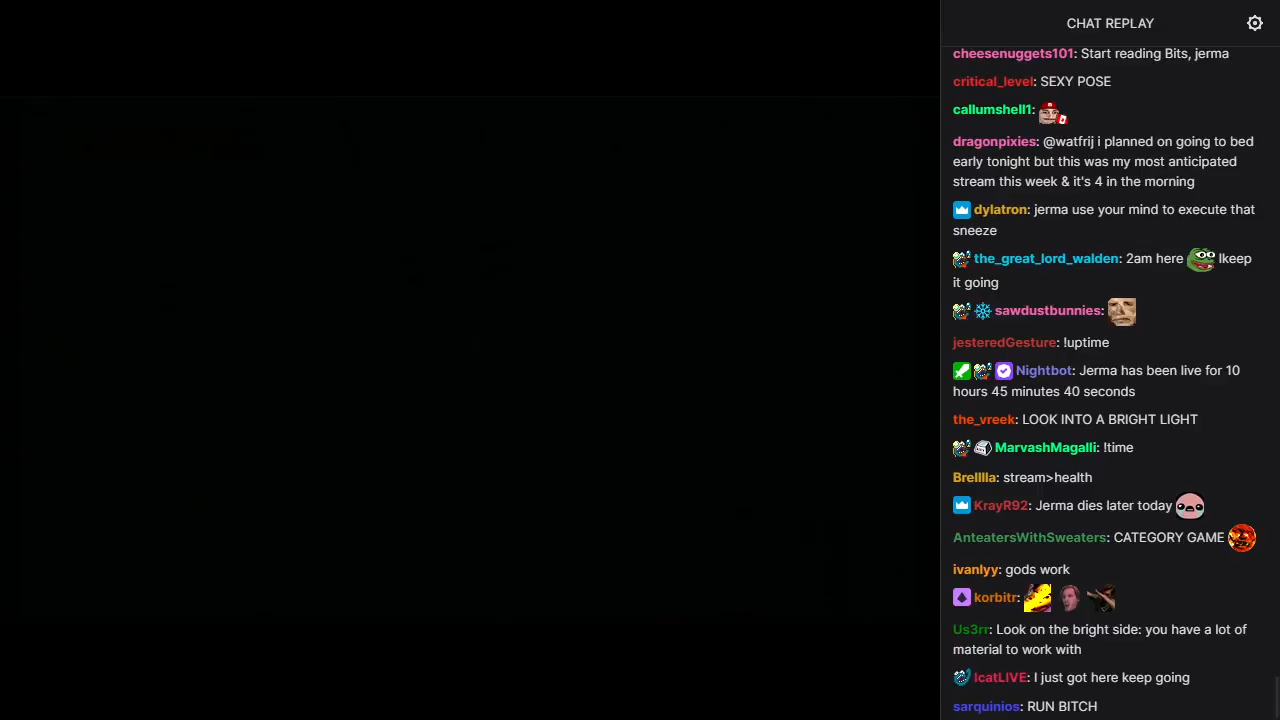 CHAT REPLAY
cheesenuggets101: Start reading Bits, jerma
critical_level: SEXY POSE
callumshell1:
dragonpixies: @watfrij i planned on going to bed
early tonight but this was my most anticipated
stream this week & it's 4 in the morning
dylatron: jerma use your mind to execute that
sneeze
the_great_lord_walden: 2am here lkeep
it going
sawdustbunnies:
jesteredGesture: !uptime
Nightbot: Jerma has been live for 10
hours 45 minutes 40 seconds
the_vreek: LOOK INTO A BRIGHT LIGHT
MarvashMagalli: !time
Brelllla: stream>health
KrayR92: Jerma dies later today
AnteatersWithSweaters: CATEGORY GAME
ivanlyy: gods work
korbitr:
Us3rr: Look on the bright side: you have a lot of
material to work with
IcatLIVE: I just got here keep going
sarquinios: RUN BITCH